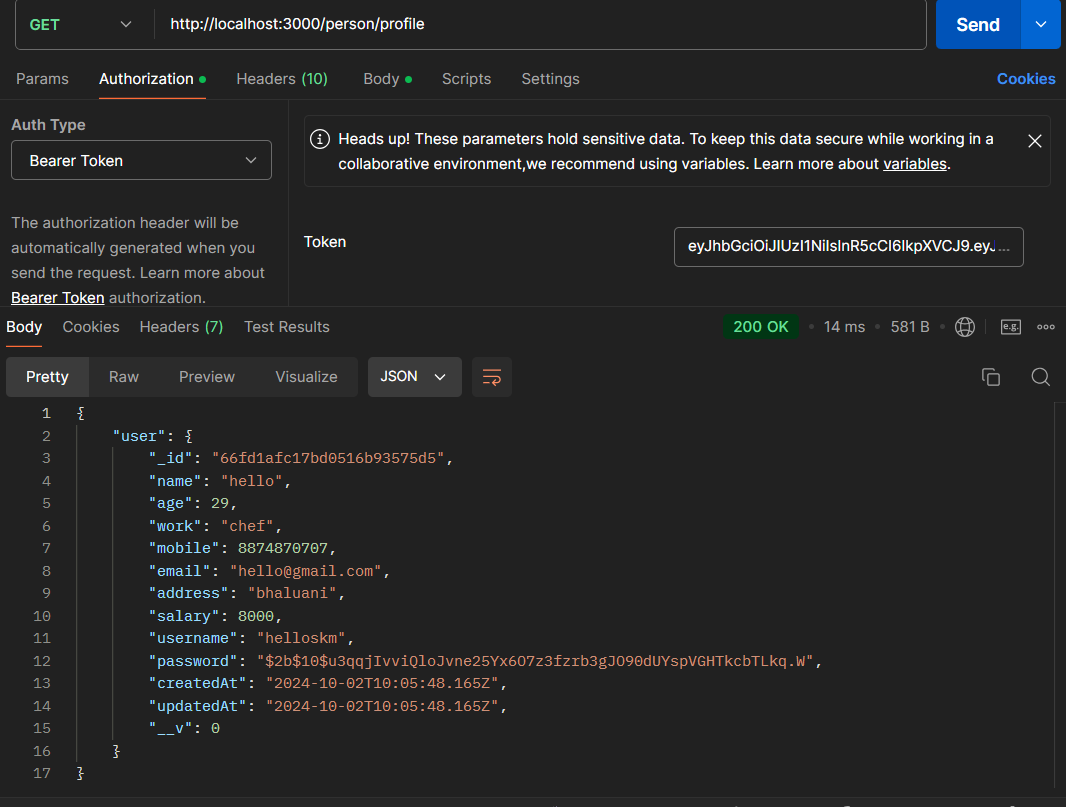 GET http://localhost:3000/person/profile Send
Params Authorization Headers (10) Body Scripts Settings Cookies
Auth Type
Bearer Token
Heads up! These parameters hold sensitive data. To keep this data secure while working in a
collaborative environment,we recommend using variables. Learn more about variables.
The authorization header will be
automatically generated when you
send the request. Learn more about
Bearer Token authorization.
Token eyJhbGciOiJIUzI1NiIsInR5cCI6IkpXVCJ9.eyJ...
Body Cookies Headers (7) Test Results 200 OK 14 ms 581 B e.g.
Pretty Raw Preview Visualize JSON
1 {
2 "user": {
3 "_id": "66fd1afc17bd0516b93575d5",
4 "name": "hello",
5 "age": 29,
6 "work": "chef",
7 "mobile": 8874870707,
8 "email": "hello@gmail.com",
9 "address": "bhaluani",
10 "salary": 8000,
11 "username": "helloskm",
12 "password": "$2b$10$u3qqjIvviQloJvne25Yx6O7z3fzrb3gJO90dUYspVGHTkcbTLkq.W",
13 "createdAt": "2024-10-02T10:05:48.165Z",
14 "updatedAt": "2024-10-02T10:05:48.165Z",
15 "__v": 0
16 }
17 }